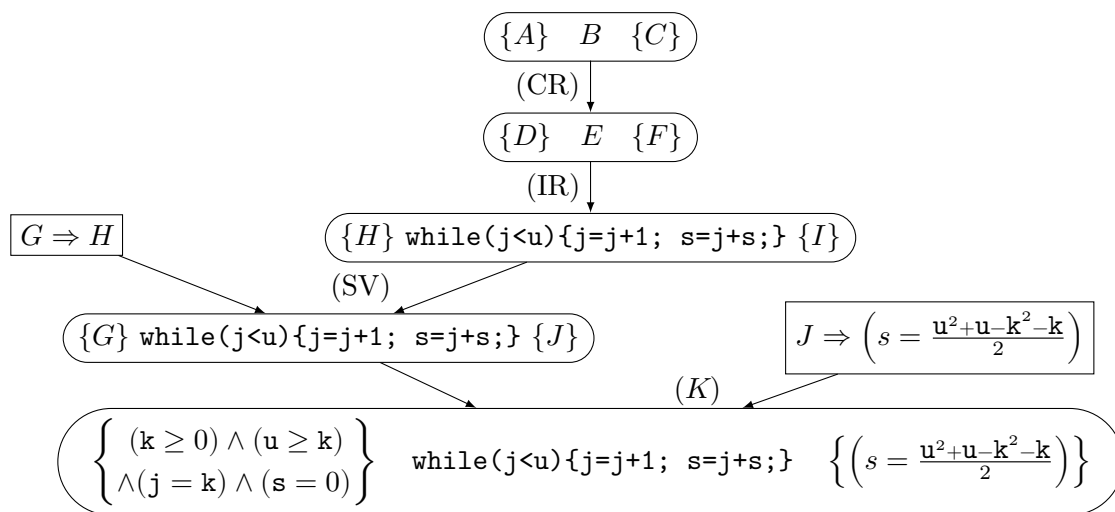 {A} B {C}
(CR)
{D} E {F}
(IR)
G ⇒ H
{H} while(j<u){j=j+1; s=j+s;} {I}
(SV)
{G} while(j<u){j=j+1; s=j+s;} {J}
J ⇒ (s = (u²+u−k²−k)/2)
(K)
{(k ≥ 0) ∧ (u ≥ k) ∧(j = k) ∧ (s = 0)} while(j<u){j=j+1; s=j+s;} {(s = (u²+u−k²−k)/2)}